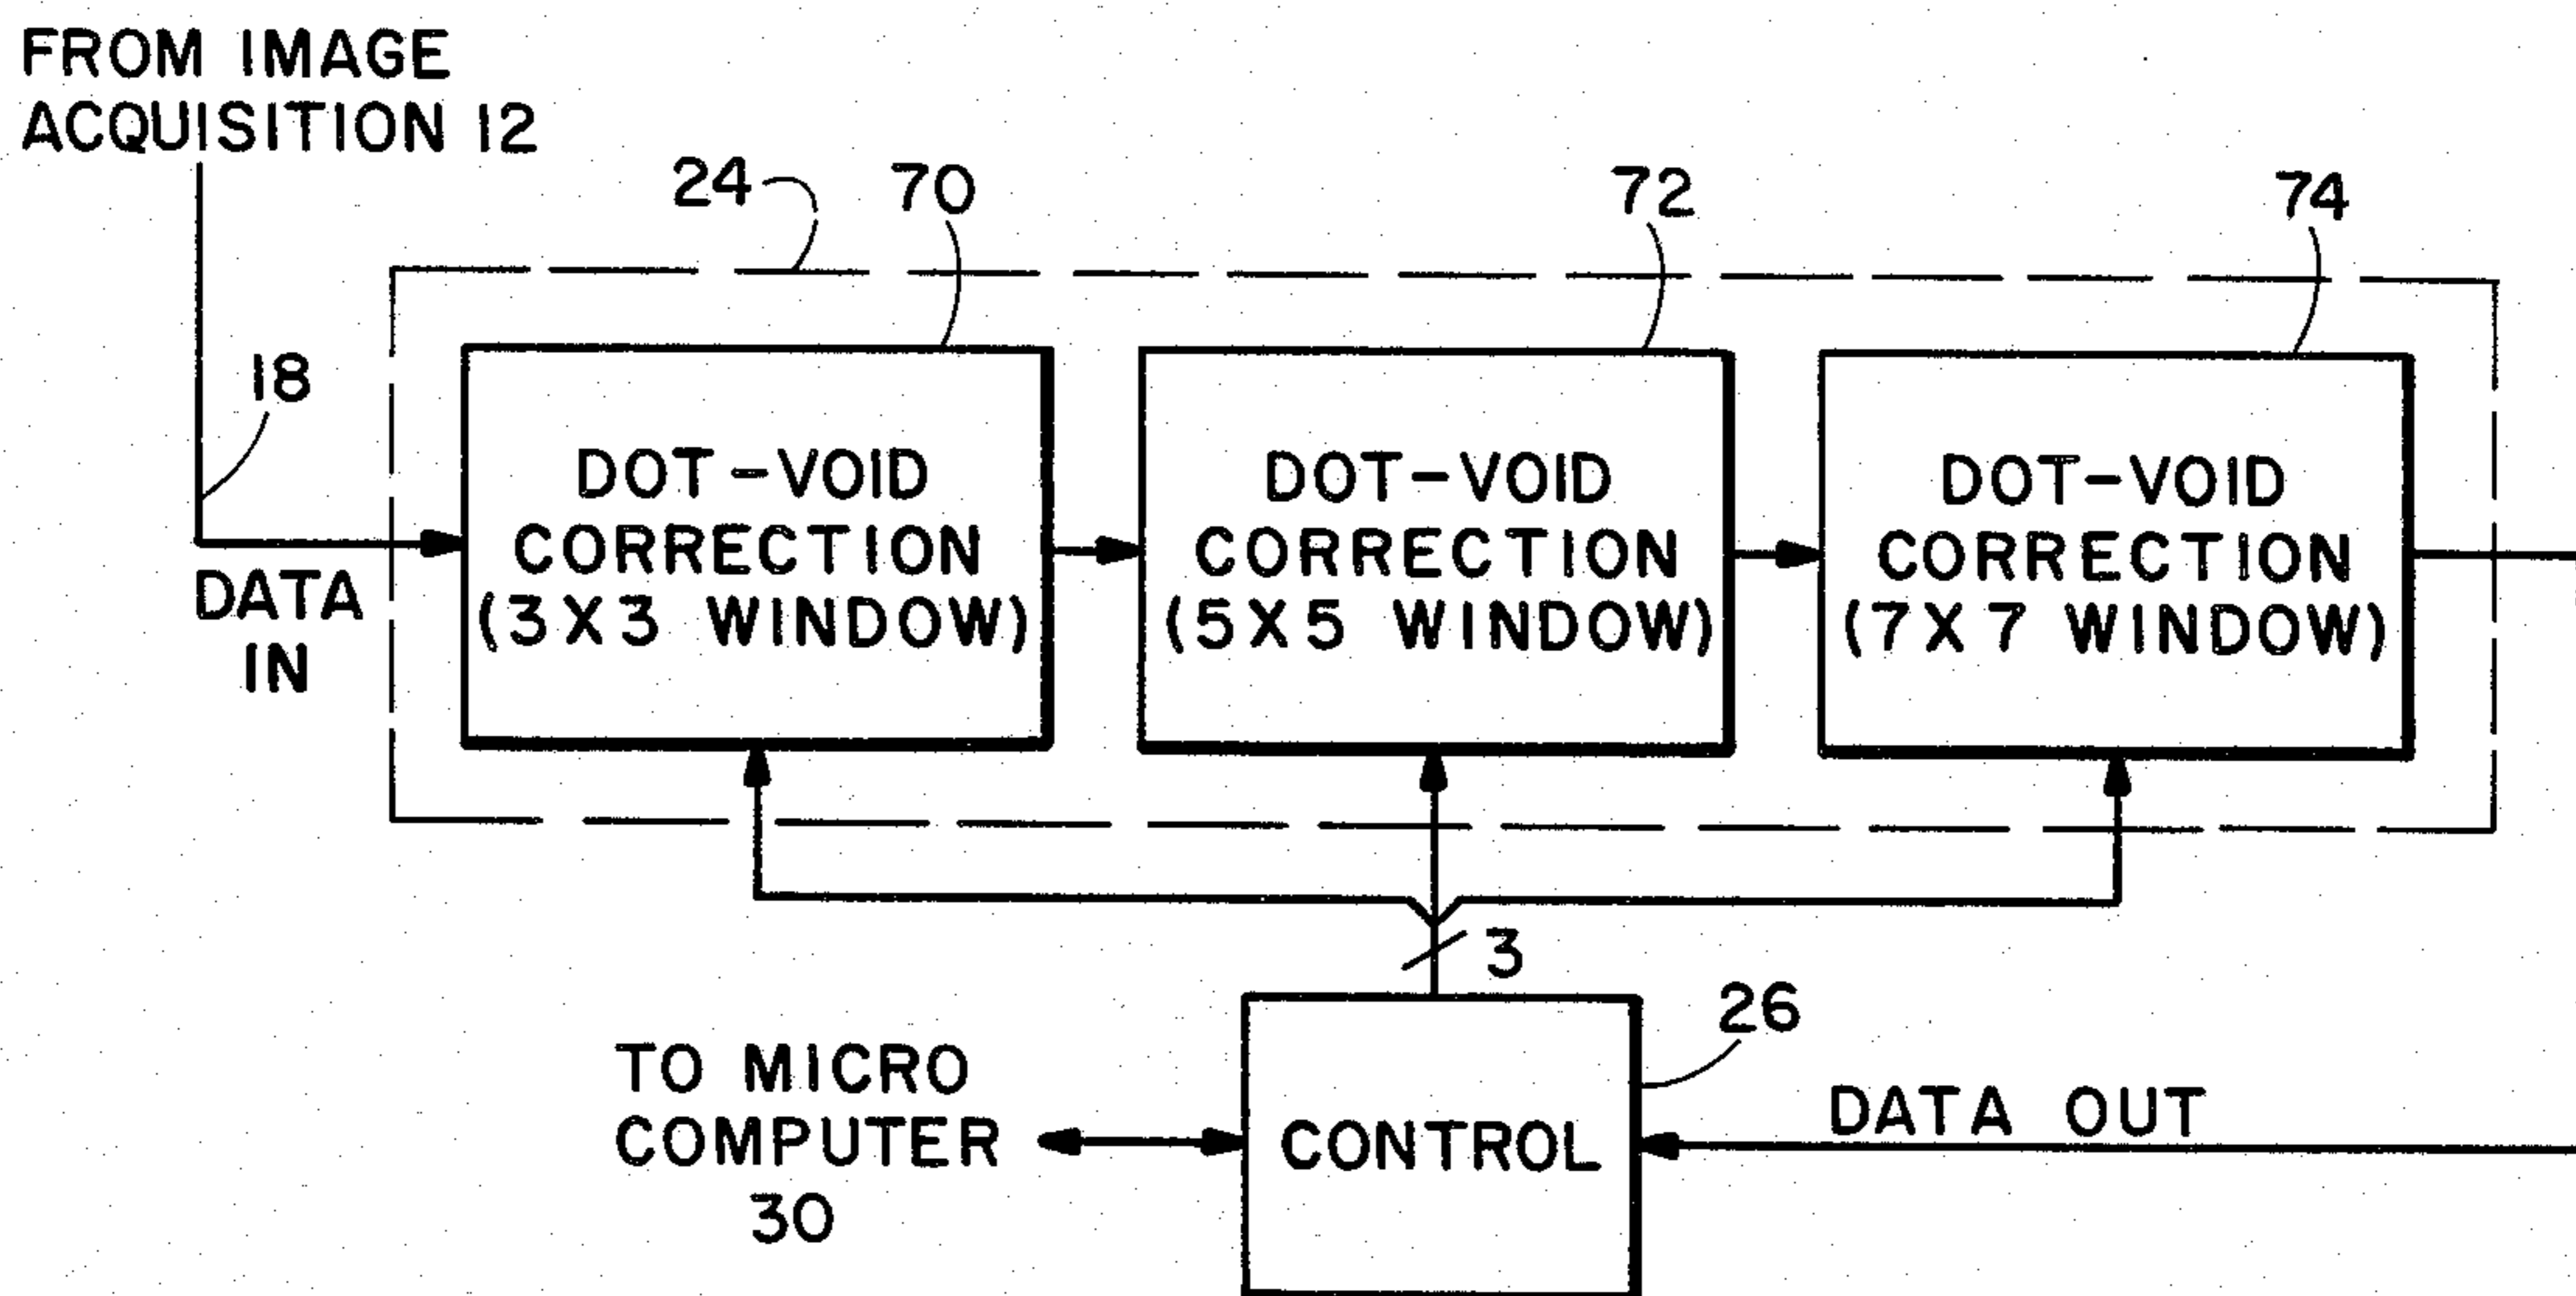 FROM IMAGE
ACQUISITION 12
24
70
72
74
18
DATA
IN
DOT-VOID
CORRECTION
(3X3 WINDOW)
DOT-VOID
CORRECTION
(5X5 WINDOW)
DOT-VOID
CORRECTION
(7X7 WINDOW)
3
26
TO MICRO
COMPUTER
30
CONTROL
DATA OUT